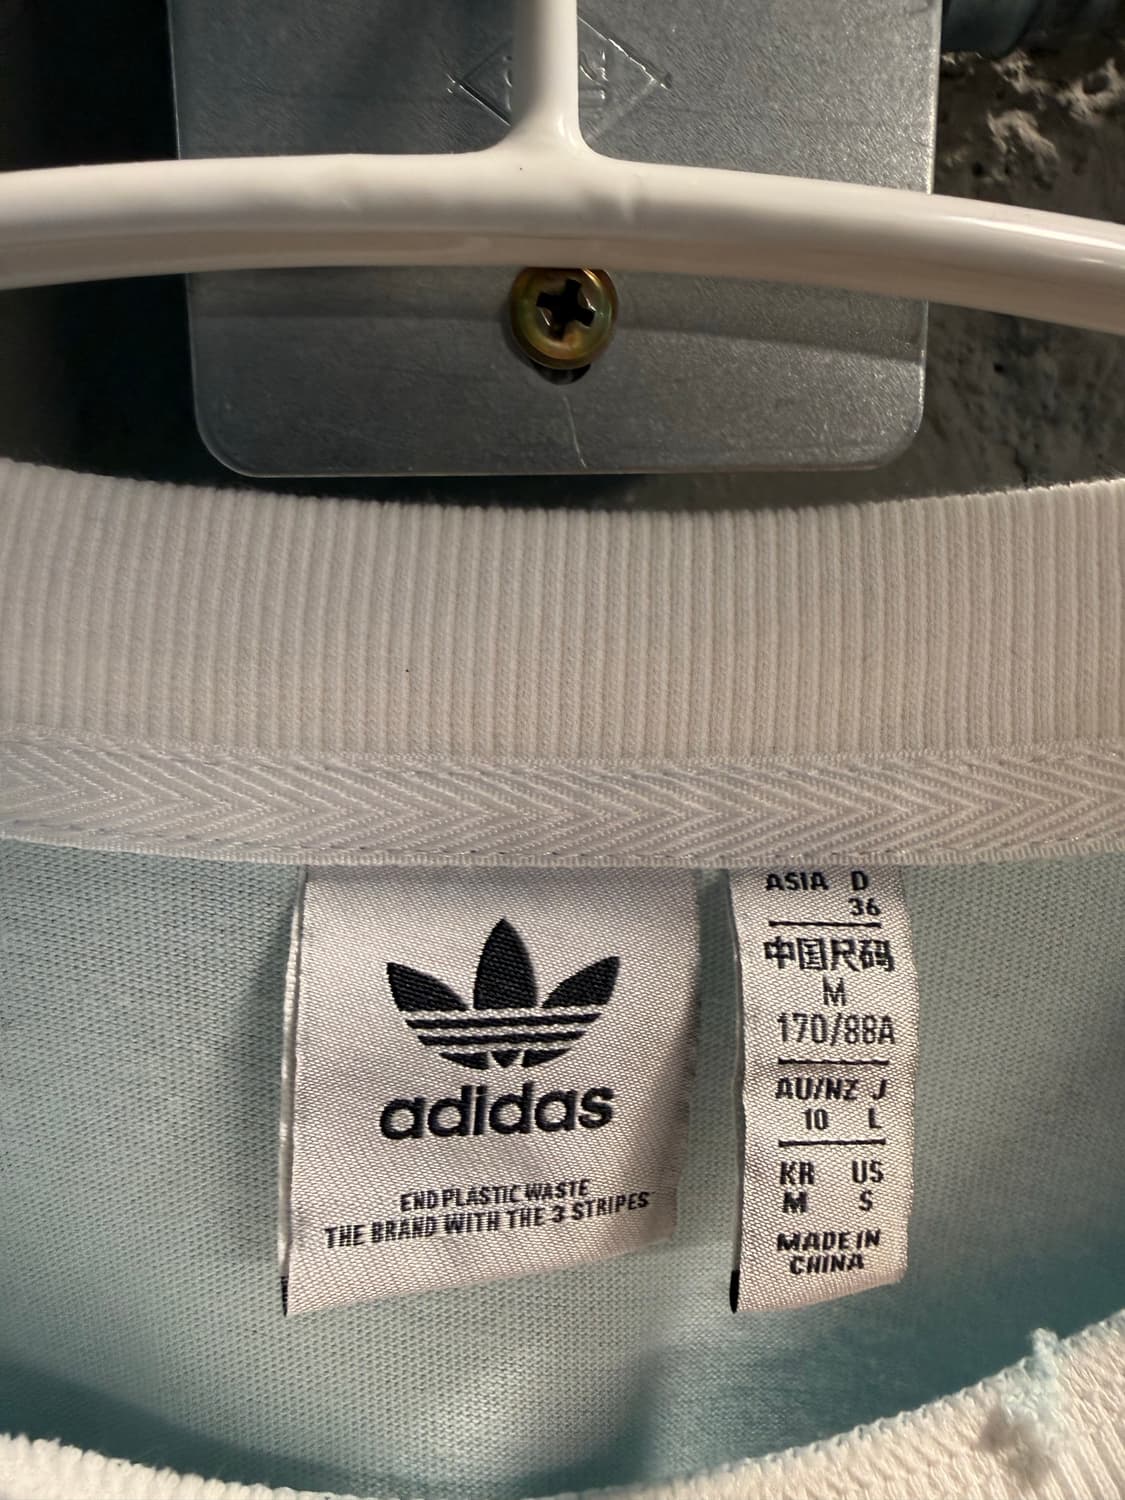 adidas
END PLASTIC WASTE
THE BRAND WITH THE 3 STRIPES
ASIA D
36
中国尺码
M
170/88A
AU/NZ J
10 L
KR US
M S
MADE IN
CHINA